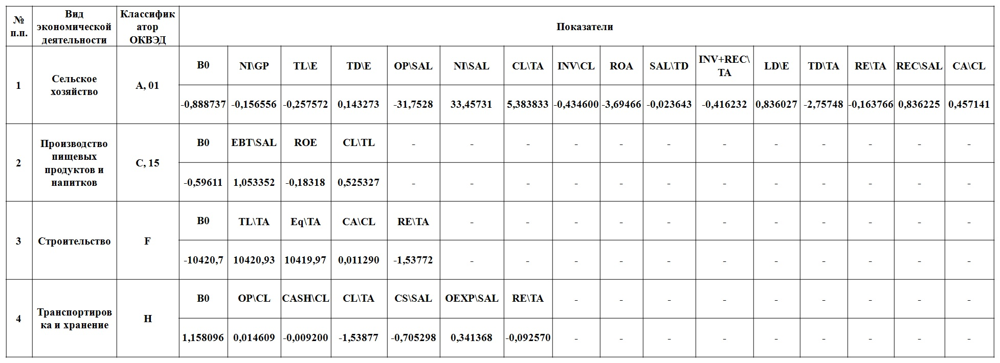 № п.п.
Вид экономической деятельности
Классификатор ОКВЭД
Показатели
1
Сельское хозяйство
А, 01
B0 NI\GP TL\E TD\E OP\SAL NI\SAL CL\TA INV\CL ROA SAL\TD INV+REC\TA LD\E TD\TA RE\TA REC\SAL CA\CL
-0,888737 -0,156556 -0,257572 0,143273 -31,7528 33,45731 5,383833 -0,434600 -3,69466 -0,023643 -0,416232 0,836027 -2,75748 -0,163766 0,836225 0,457141
2
Производство пищевых продуктов и напитков
С, 15
B0 EBT\SAL ROE CL\TL - - - - - - - - - - - -
-0,59611 1,053352 -0,18318 0,525327 - - - - - - - - - - - -
3
Строительство
F
B0 TL\TA Eq\TA CA\CL RE\TA - - - - - - - - - - -
-10420,7 10420,93 10419,97 0,011290 -1,53772 - - - - - - - - - - -
4
Транспортировка и хранение
H
B0 OP\CL CASH\CL CL\TA CS\SAL OEXP\SAL RE\TA - - - - - - - - -
1,158096 0,014609 -0,009200 -1,53877 -0,705298 0,341368 -0,092570 - - - - - - - - -